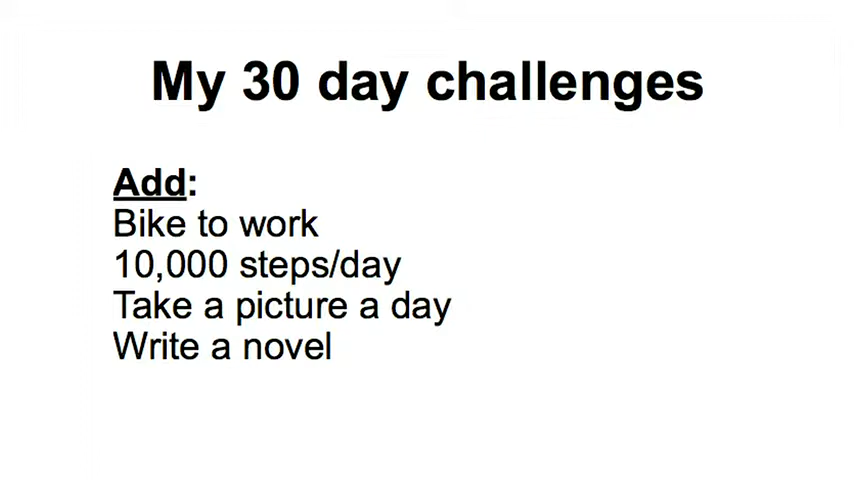 My 30 day challenges
Add:
Bike to work
10,000 steps/day
Take a picture a day
Write a novel